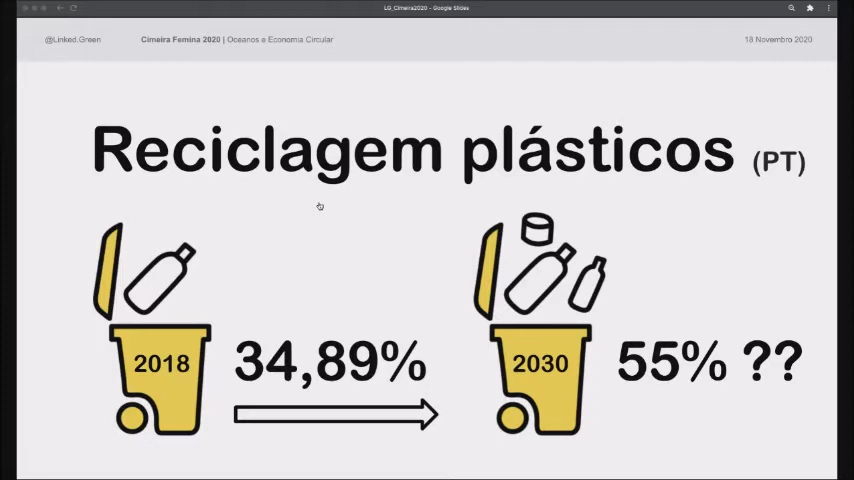 LG_Cimeira2020 - Google Slides
@Linked.Green
Cimeira Femina 2020 | Oceanos e Economia Circular
18 Novembro 2020
Reciclagem plásticos (PT)
2018
34,89%
2030
55% ??